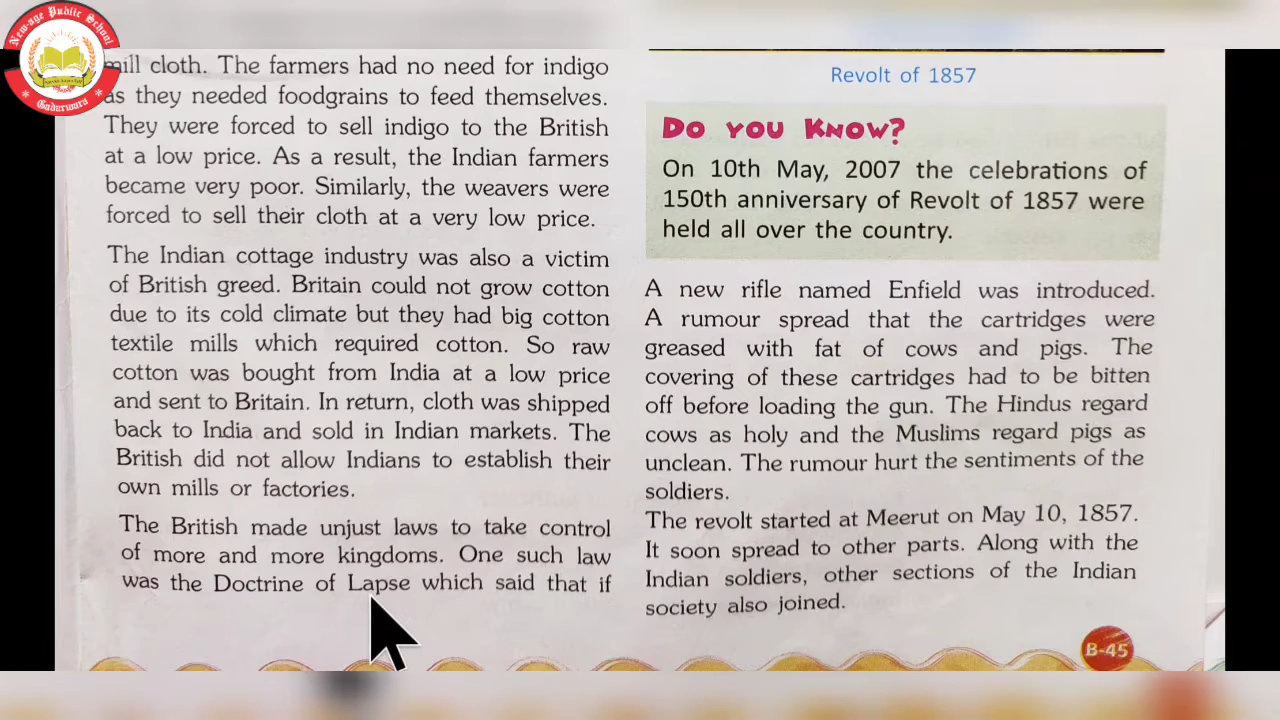 New-age Public School
Gadarwara
mill cloth. The farmers had no need for indigo
as they needed foodgrains to feed themselves.
They were forced to sell indigo to the British
at a low price. As a result, the Indian farmers
became very poor. Similarly, the weavers were
forced to sell their cloth at a very low price.
The Indian cottage industry was also a victim
of British greed. Britain could not grow cotton
due to its cold climate but they had big cotton
textile mills which required cotton. So raw
cotton was bought from India at a low price
and sent to Britain. In return, cloth was shipped
back to India and sold in Indian markets. The
British did not allow Indians to establish their
own mills or factories.
The British made unjust laws to take control
of more and more kingdoms. One such law
was the Doctrine of Lapse which said that if
Revolt of 1857
DO YOU KNOW?
On 10th May, 2007 the celebrations of
150th anniversary of Revolt of 1857 were
held all over the country.
A new rifle named Enfield was introduced.
A rumour spread that the cartridges were
greased with fat of cows and pigs. The
covering of these cartridges had to be bitten
off before loading the gun. The Hindus regard
cows as holy and the Muslims regard pigs as
unclean. The rumour hurt the sentiments of the
soldiers.
The revolt started at Meerut on May 10, 1857.
It soon spread to other parts. Along with the
Indian soldiers, other sections of the Indian
society also joined.
B-45